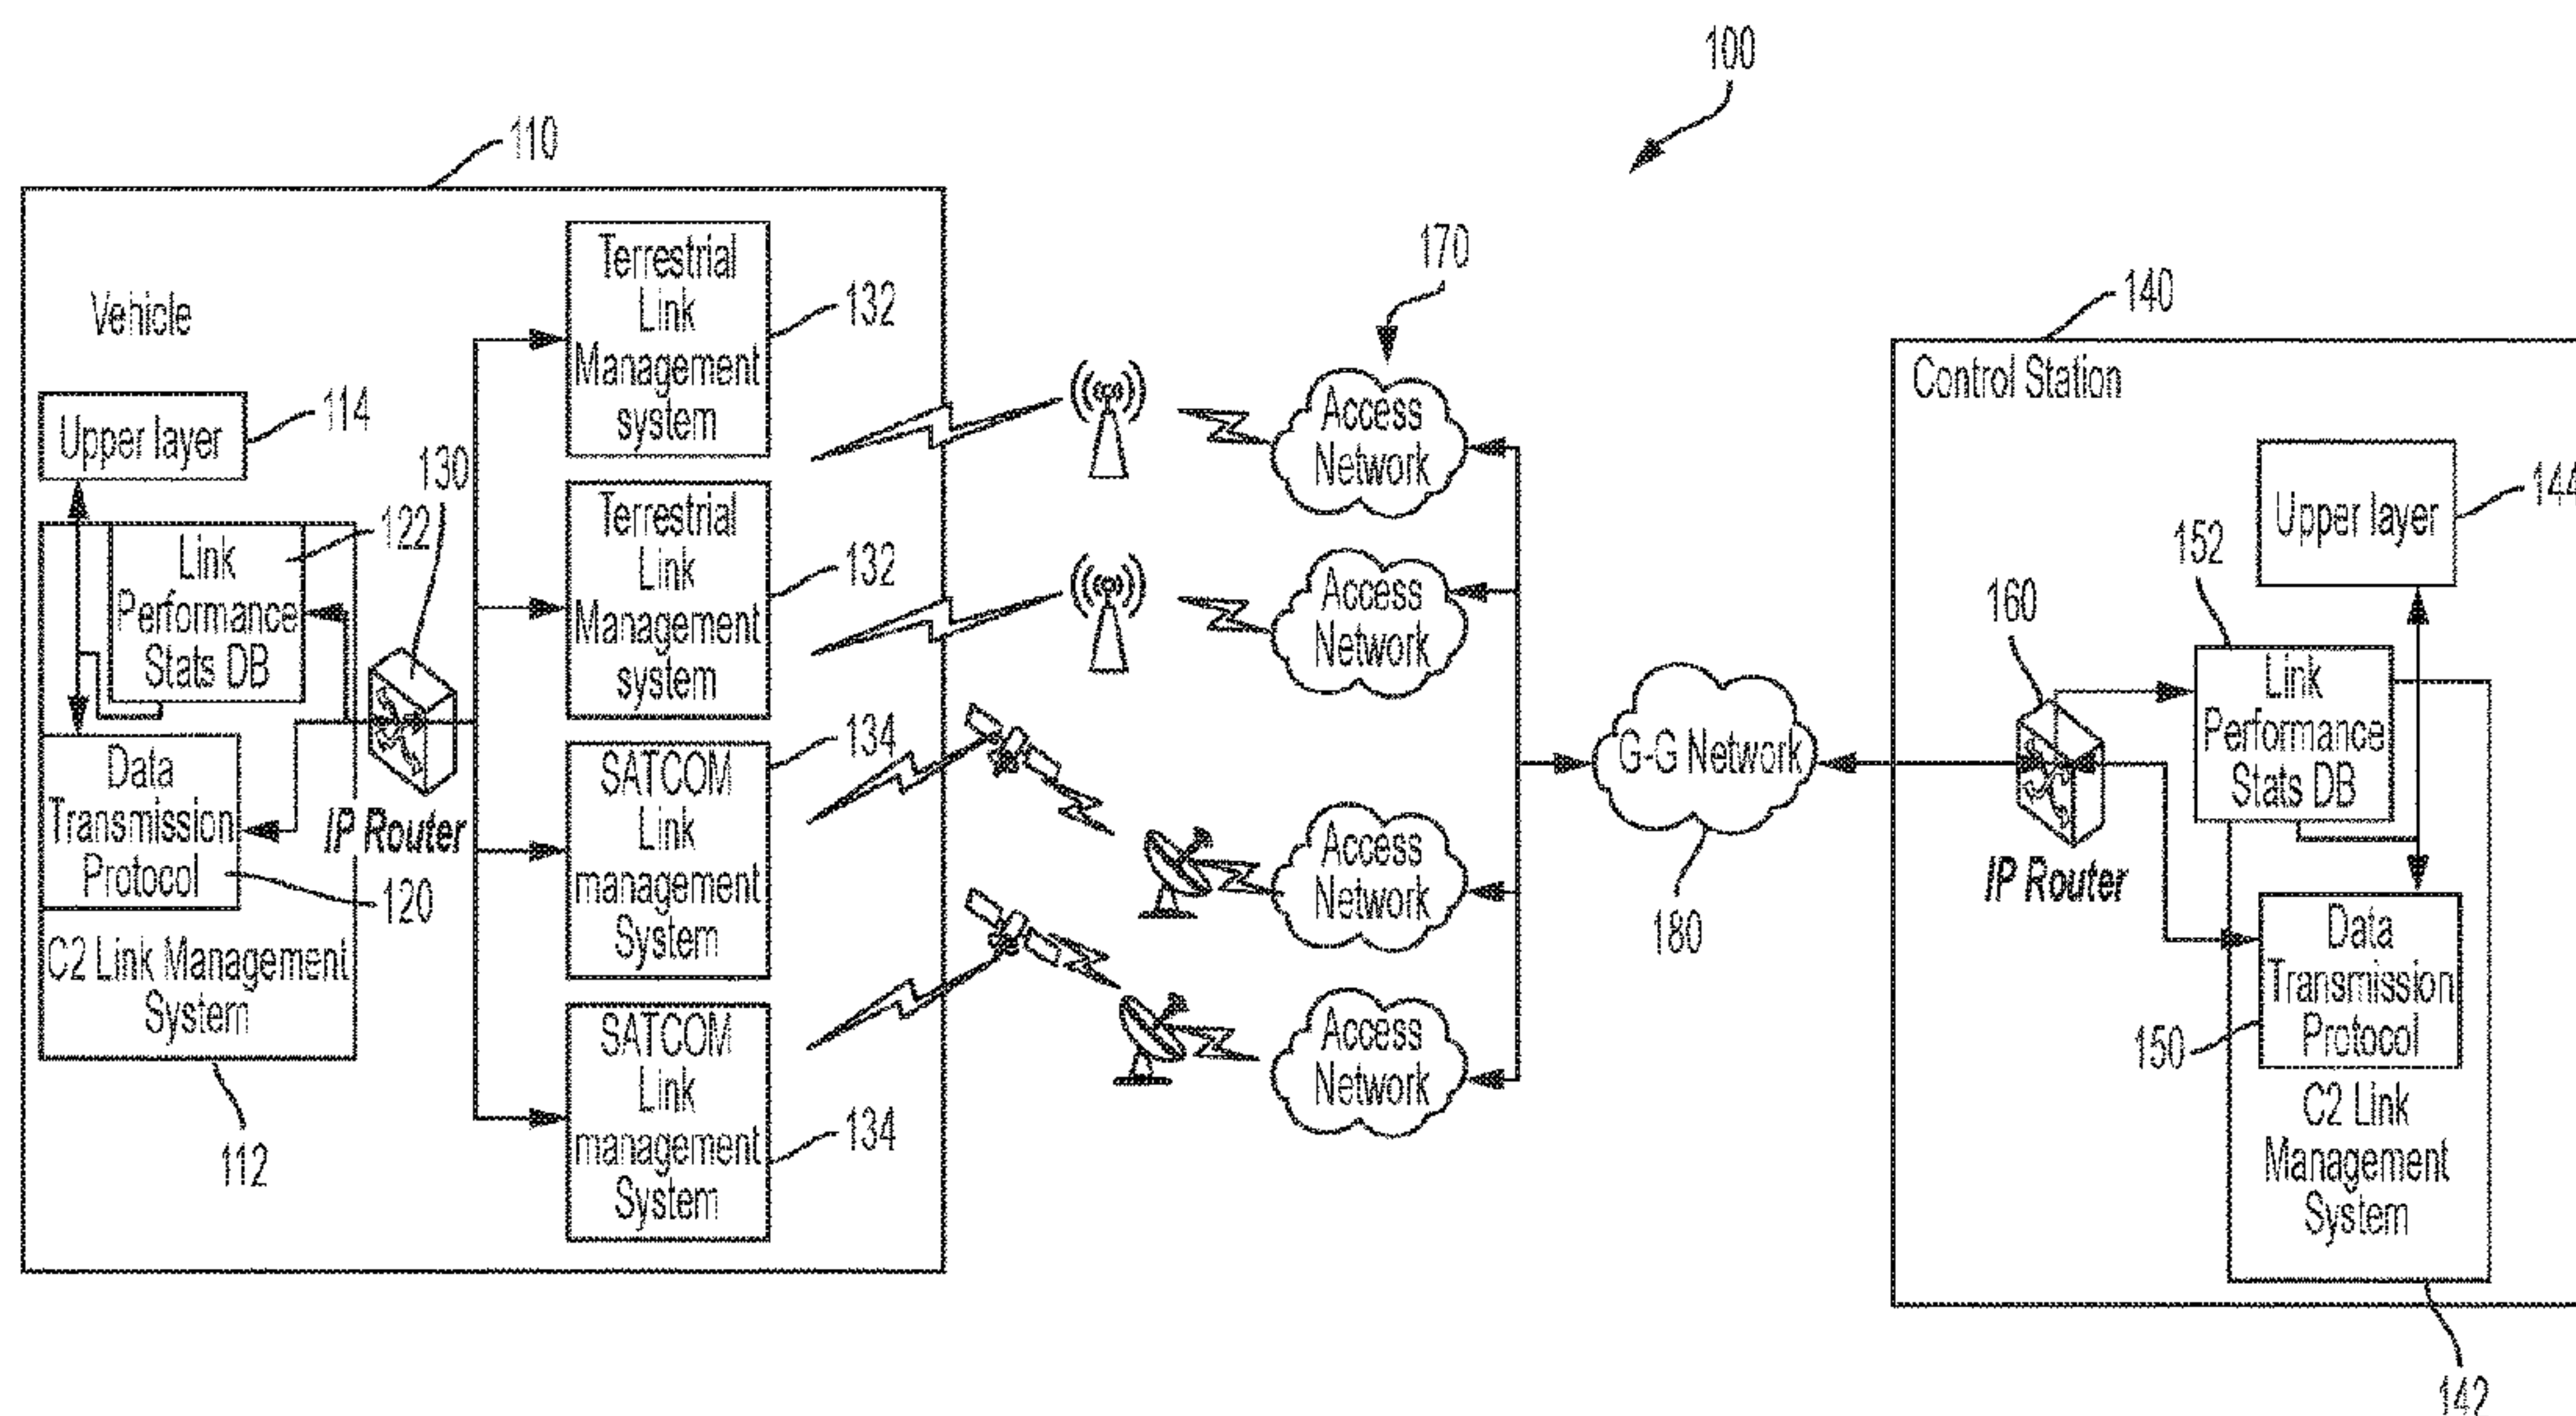 100
110
Vehicle
Upper layer
114
130
Link
Performance
Stats DB
122
Data
Transmission
Protocol
120
C2 Link Management
System
112
IP Router
Terrestrial
Link
Management
system
132
Terrestrial
Link
Management
system
132
SATCOM
Link
management
System
134
SATCOM
Link
management
System
134
170
Access
Network
Access
Network
Access
Network
Access
Network
G-G Network
180
140
Control Station
Upper layer
144
152
160
Link
Performance
Stats DB
IP Router
Data
Transmission
Protocol
150
C2 Link
Management
System
142